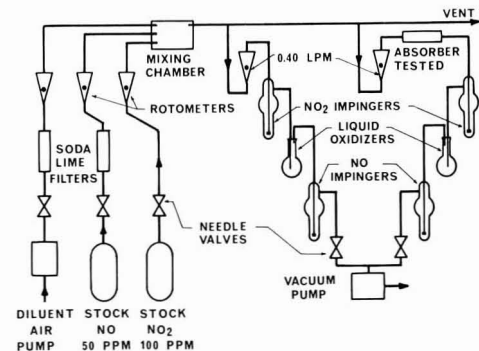 VENT
MIXING
CHAMBER
0.40 LPM
ABSORBER
TESTED
ROTOMETERS
NO2 IMPINGERS
SODA
LIME
FILTERS
LIQUID
OXIDIZERS
NO
IMPINGERS
NEEDLE
VALVES
VACUUM
PUMP
DILUENT
AIR
PUMP
STOCK
NO
50 PPM
STOCK
NO2
100 PPM